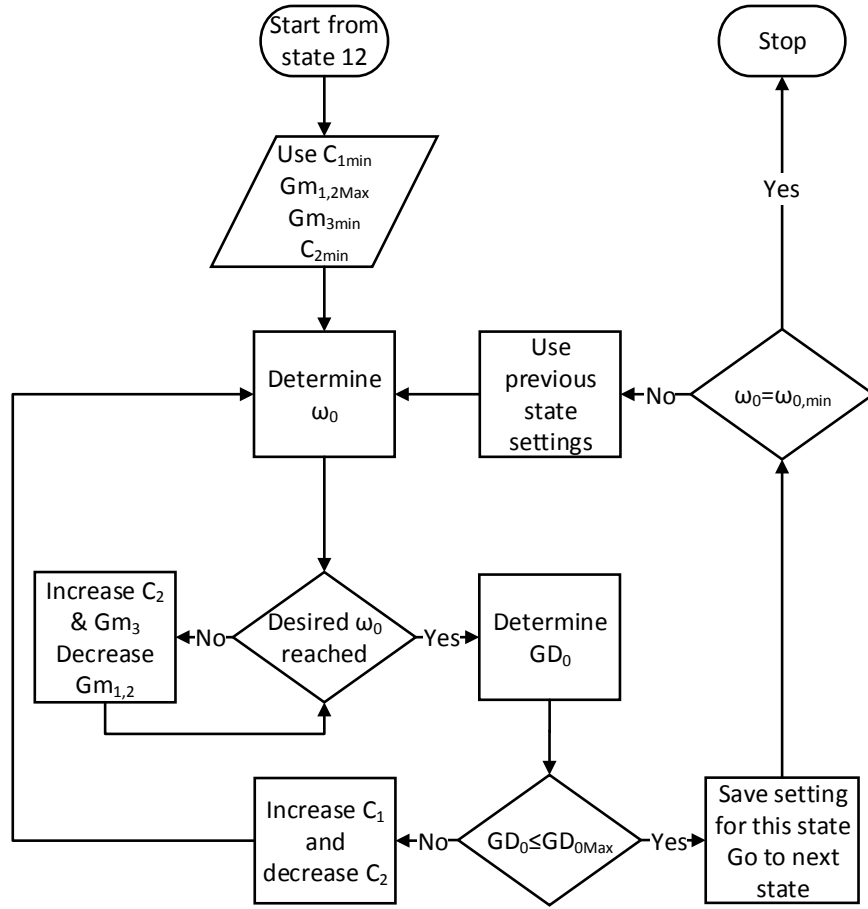 Start from
state 12
Stop
Use C₁ₘᵢₙ
Gm₁,₂Max
Gm₃ₘᵢₙ
C₂ₘᵢₙ
Yes
Determine
ω₀
Use
previous
state
settings
No
ω₀=ω₀,ₘᵢₙ
Increase C₂
& Gm₃
Decrease
Gm₁,₂
No
Desired ω₀
reached
Yes
Determine
GD₀
Increase C₁
and
decrease C₂
No
GD₀≤GD₀Max
Yes
Save setting
for this state
Go to next
state